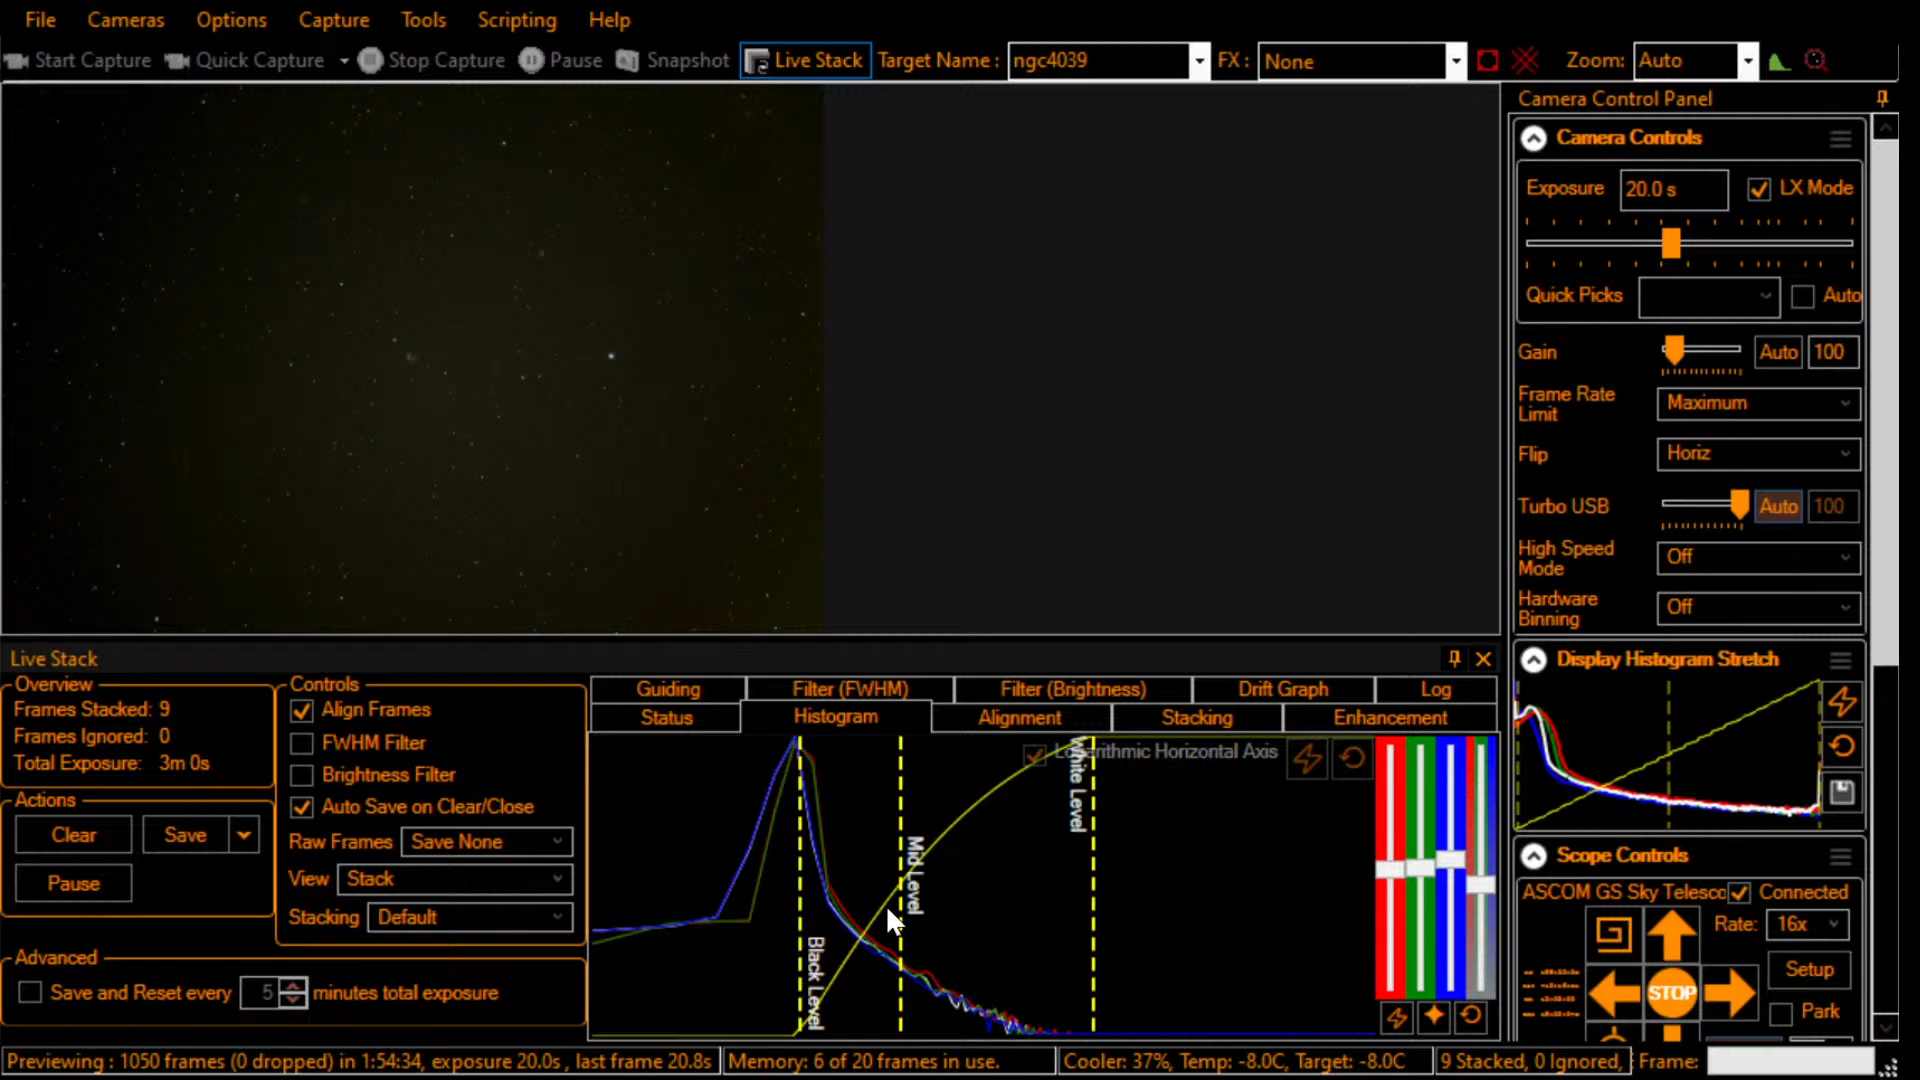 File Cameras Options Capture Tools Scripting Help
Start Capture Quick Capture Stop Capture Pause Snapshot Live Stack Target Name : ngc4039 FX : None Zoom: Auto
Camera Control Panel
Camera Controls
Exposure 20.0 s LX Mode
Quick Picks Auto
Gain Auto 100
Frame Rate Limit Maximum
Flip Horiz
Turbo USB Auto 100
High Speed Mode Off
Hardware Binning Off
Display Histogram Stretch
Scope Controls
ASCOM GS Sky Telesco Connected
Rate: 16x
Setup
STOP
Park
Live Stack
Overview
Frames Stacked: 9
Frames Ignored: 0
Total Exposure: 3m 0s
Actions
Clear Save
Pause
Controls
Align Frames
FWHM Filter
Brightness Filter
Auto Save on Clear/Close
Raw Frames Save None
View Stack
Stacking Default
Advanced
Save and Reset every 5 minutes total exposure
Guiding Filter (FWHM) Filter (Brightness) Drift Graph Log
Status Histogram Alignment Stacking Enhancement
Logarithmic Horizontal Axis
Black Level
Mid Level
White Level
Previewing : 1050 frames (0 dropped) in 1:54:34, exposure 20.0s , last frame 20.8s Memory: 6 of 20 frames in use. Cooler: 37%, Temp: -8.0C, Target: -8.0C 9 Stacked, 0 Ignored, Frame: